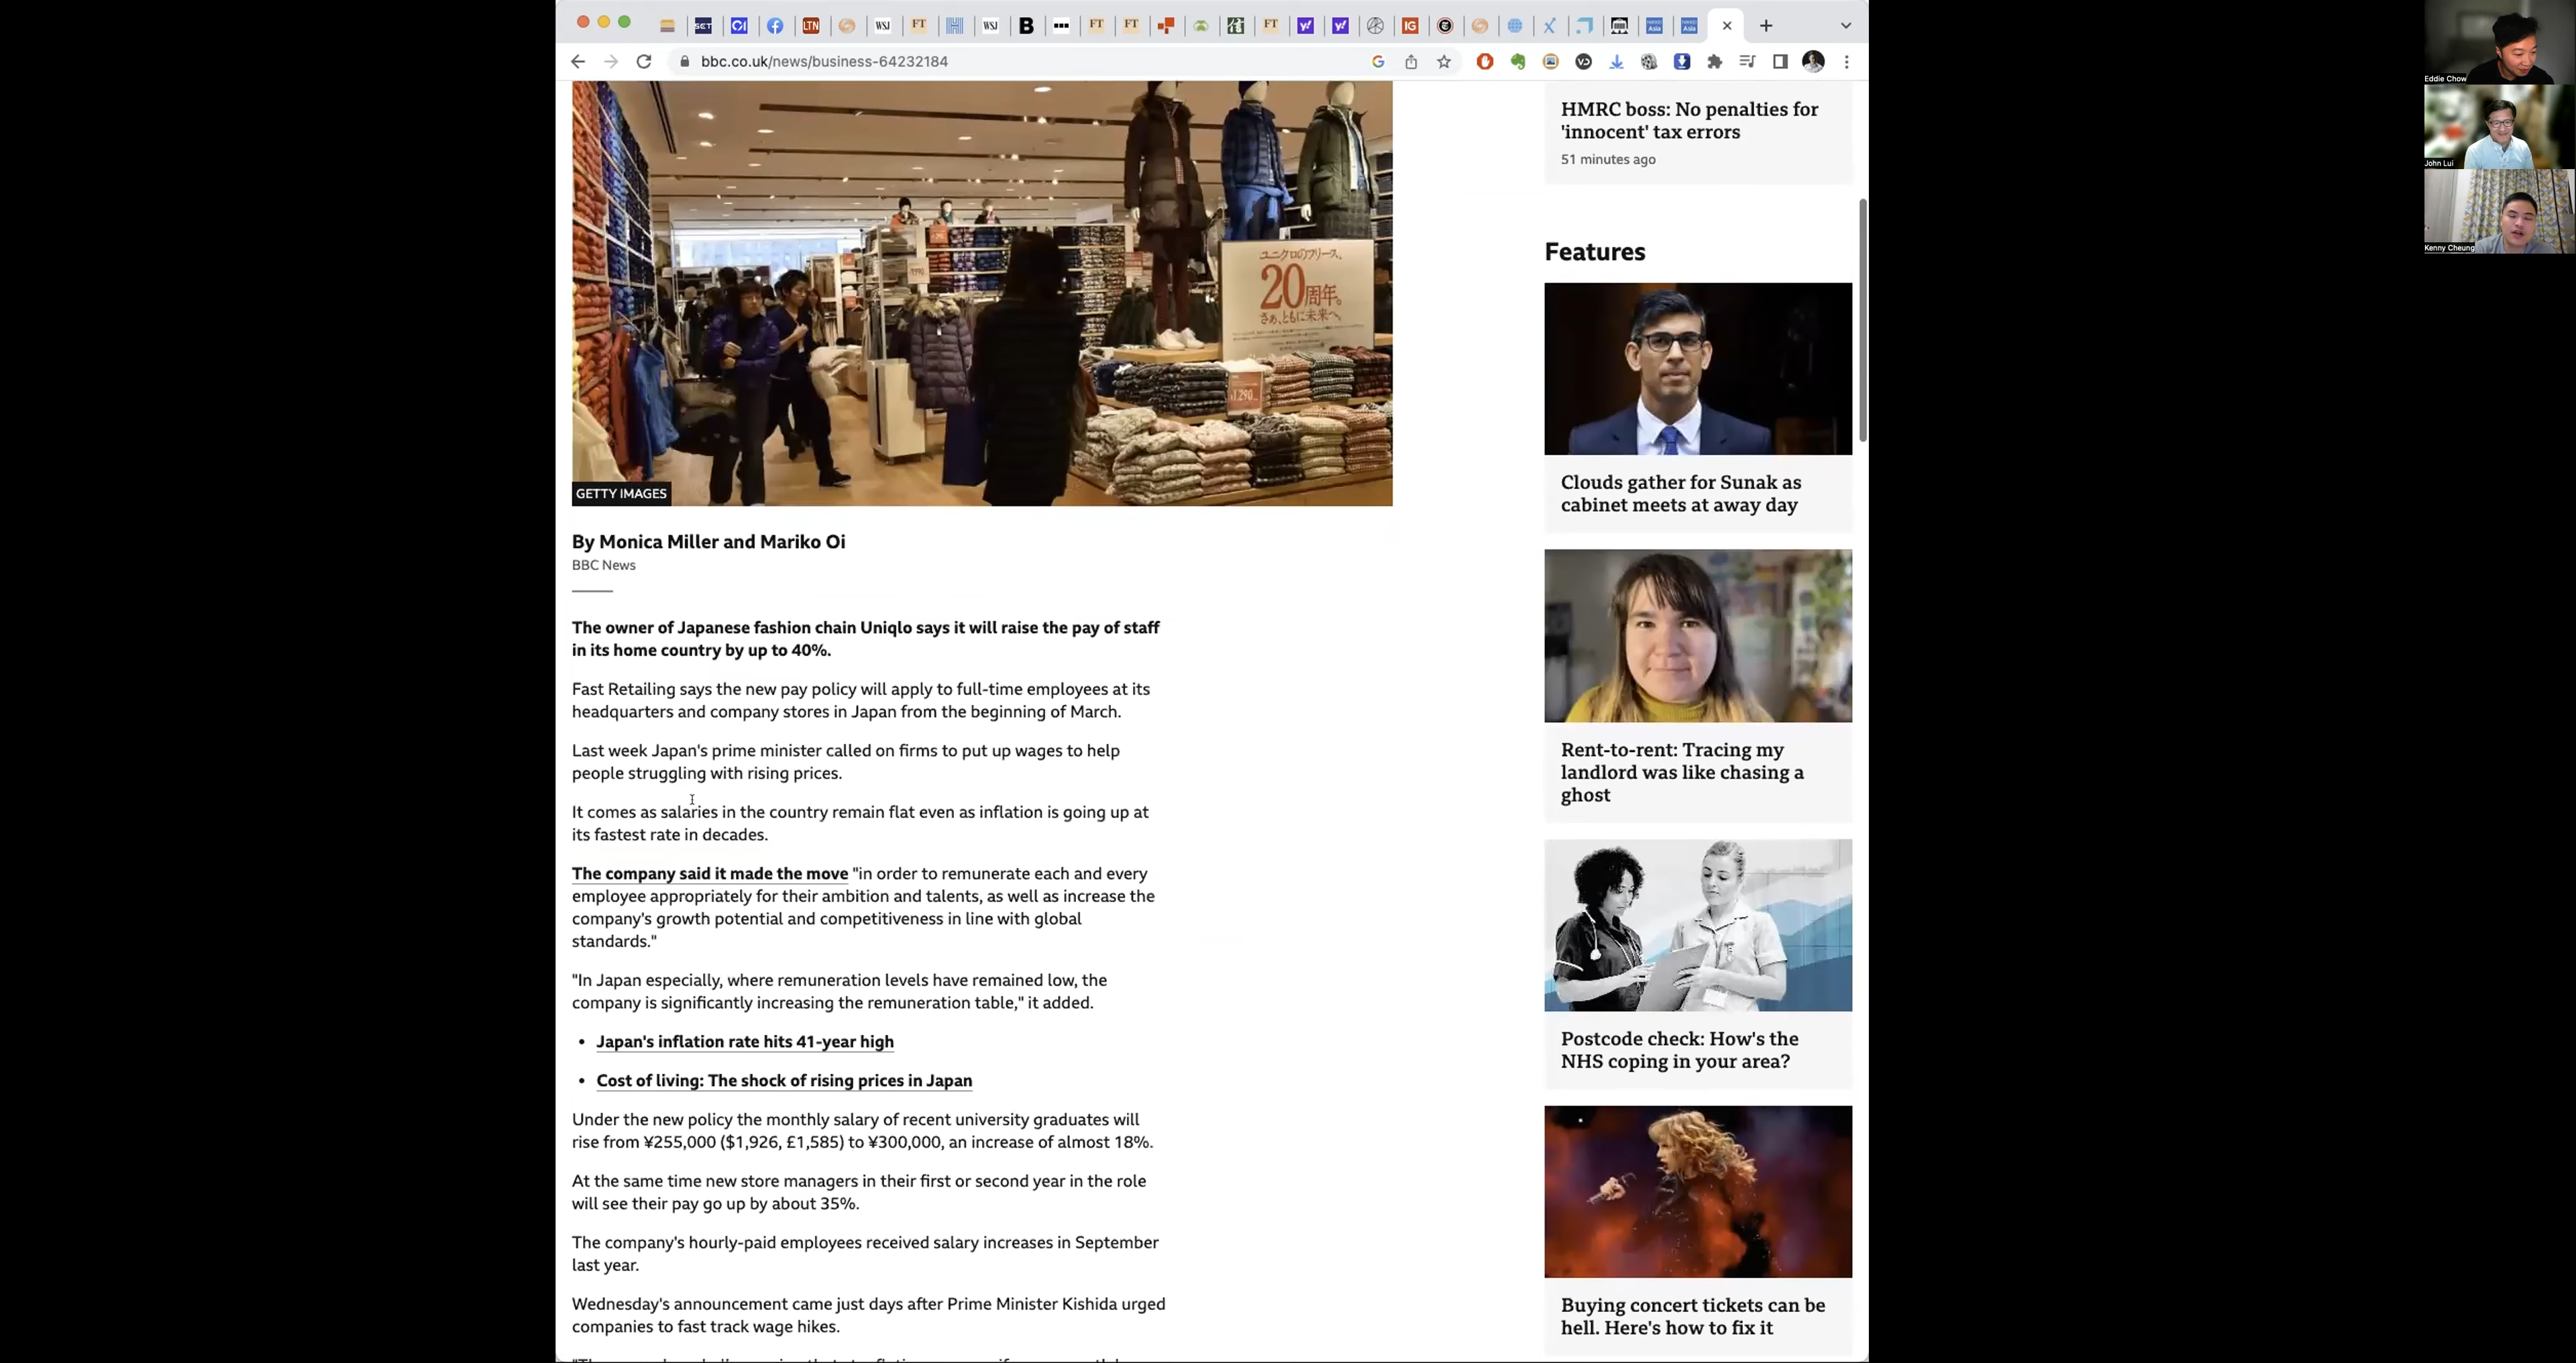 bbc.co.uk/news/business-64232184
ユニクロのフリース、
20周年。
さあ、ともに未来へ。
¥1,290
GETTY IMAGES
By Monica Miller and Mariko Oi
BBC News
The owner of Japanese fashion chain Uniqlo says it will raise the pay of staff
in its home country by up to 40%.
Fast Retailing says the new pay policy will apply to full-time employees at its
headquarters and company stores in Japan from the beginning of March.
Last week Japan's prime minister called on firms to put up wages to help
people struggling with rising prices.
It comes as salaries in the country remain flat even as inflation is going up at
its fastest rate in decades.
The company said it made the move "in order to remunerate each and every
employee appropriately for their ambition and talents, as well as increase the
company's growth potential and competitiveness in line with global
standards."
"In Japan especially, where remuneration levels have remained low, the
company is significantly increasing the remuneration table," it added.
• Japan's inflation rate hits 41-year high
• Cost of living: The shock of rising prices in Japan
Under the new policy the monthly salary of recent university graduates will
rise from ¥255,000 ($1,926, £1,585) to ¥300,000, an increase of almost 18%.
At the same time new store managers in their first or second year in the role
will see their pay go up by about 35%.
The company's hourly-paid employees received salary increases in September
last year.
Wednesday's announcement came just days after Prime Minister Kishida urged
companies to fast track wage hikes.
HMRC boss: No penalties for
'innocent' tax errors
51 minutes ago
Features
Clouds gather for Sunak as
cabinet meets at away day
Rent-to-rent: Tracing my
landlord was like chasing a
ghost
Postcode check: How's the
NHS coping in your area?
Buying concert tickets can be
hell. Here's how to fix it
Eddie Chow
John Lui
Kenny Cheung